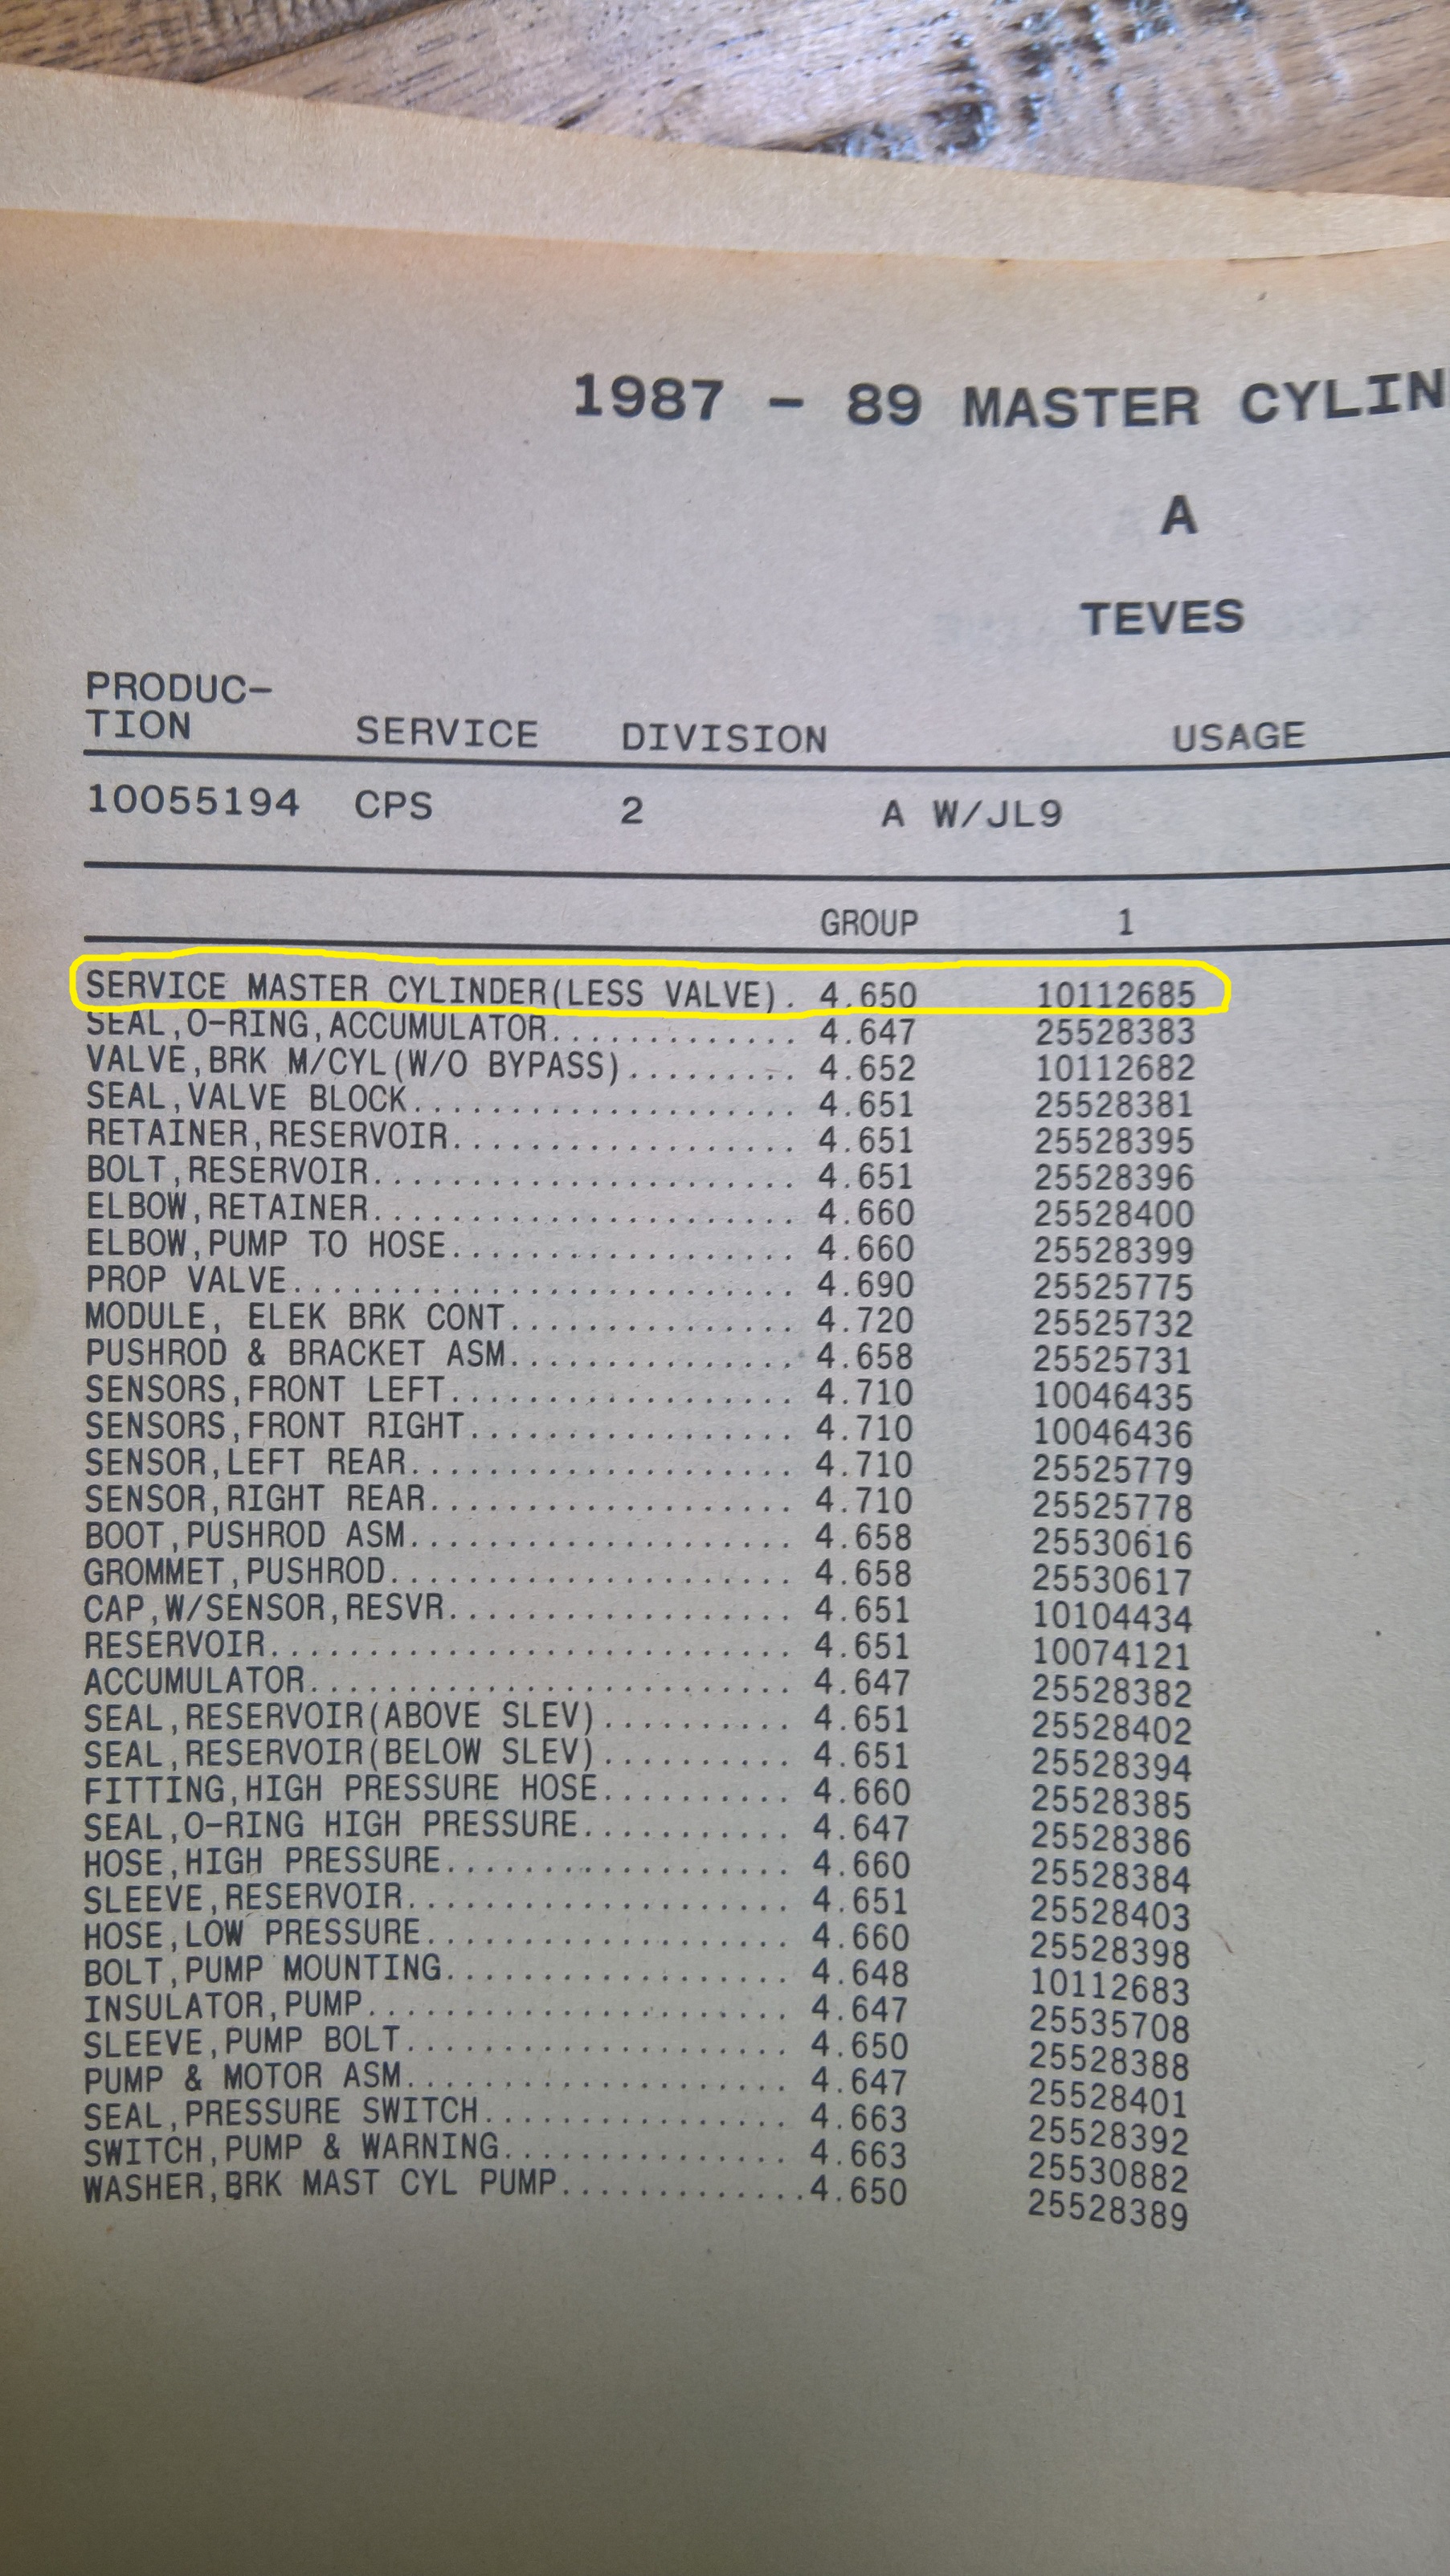 1987 - 89 MASTER CYLIN
A
TEVES
PRODUC-
TION SERVICE DIVISION USAGE
10055194 CPS 2 A W/JL9
GROUP 1
SERVICE MASTER CYLINDER(LESS VALVE). 4.650 10112685
SEAL,O-RING,ACCUMULATOR............. 4.647 25528383
VALVE,BRK M/CYL(W/O BYPASS)......... 4.652 10112682
SEAL,VALVE BLOCK.................... 4.651 25528381
RETAINER,RESERVOIR.................. 4.651 25528395
BOLT,RESERVOIR...................... 4.651 25528396
ELBOW,RETAINER...................... 4.660 25528400
ELBOW,PUMP TO HOSE.................. 4.660 25528399
PROP VALVE.......................... 4.690 25525775
MODULE, ELEK BRK CONT............... 4.720 25525732
PUSHROD & BRACKET ASM............... 4.658 25525731
SENSORS,FRONT LEFT.................. 4.710 10046435
SENSORS,FRONT RIGHT................. 4.710 10046436
SENSOR,LEFT REAR.................... 4.710 25525779
SENSOR,RIGHT REAR................... 4.710 25525778
BOOT,PUSHROD ASM.................... 4.658 25530616
GROMMET,PUSHROD..................... 4.658 25530617
CAP,W/SENSOR,RESVR.................. 4.651 10104434
RESERVOIR........................... 4.651 10074121
ACCUMULATOR......................... 4.647 25528382
SEAL,RESERVOIR(ABOVE SLEV).......... 4.651 25528402
SEAL,RESERVOIR(BELOW SLEV).......... 4.651 25528394
FITTING,HIGH PRESSURE HOSE.......... 4.660 25528385
SEAL,O-RING HIGH PRESSURE........... 4.647 25528386
HOSE,HIGH PRESSURE.................. 4.660 25528384
SLEEVE,RESERVOIR.................... 4.651 25528403
HOSE,LOW PRESSURE................... 4.660 25528398
BOLT,PUMP MOUNTING.................. 4.648 10112683
INSULATOR,PUMP...................... 4.647 25535708
SLEEVE,PUMP BOLT.................... 4.650 25528388
PUMP & MOTOR ASM.................... 4.647 25528401
SEAL,PRESSURE SWITCH................ 4.663 25528392
SWITCH,PUMP & WARNING............... 4.663 25530882
WASHER,BRK MAST CYL PUMP.............4.650 25528389